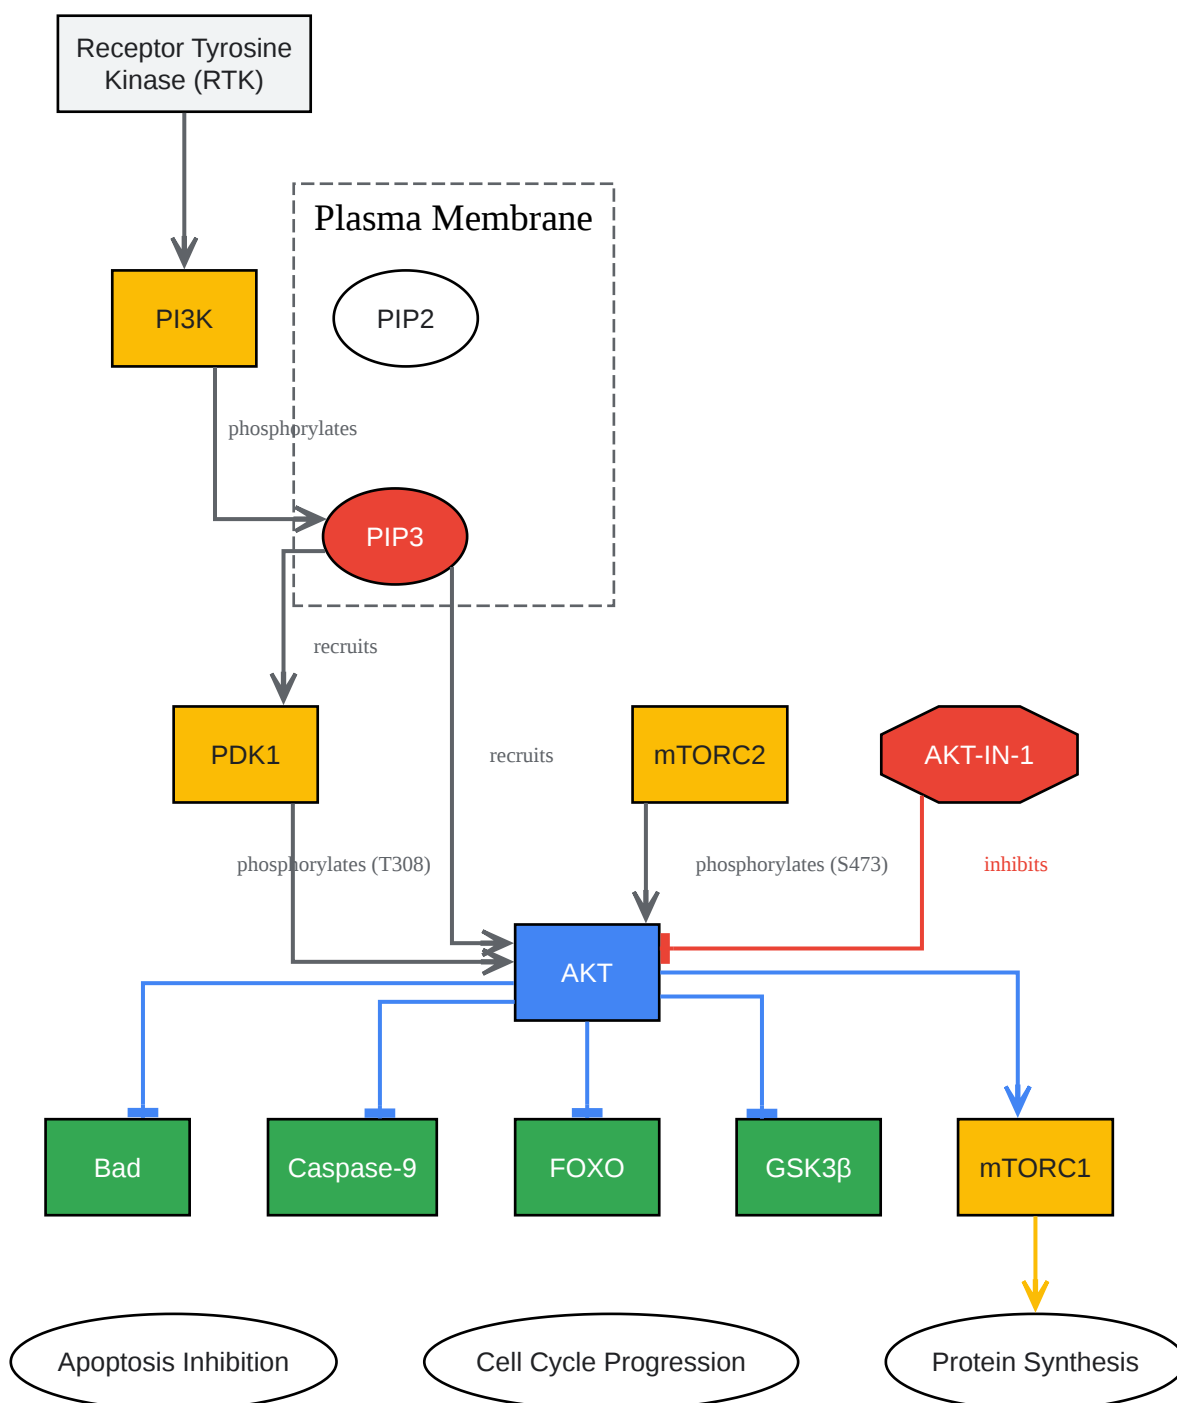 Receptor Tyrosine
Kinase (RTK)
Plasma Membrane
PI3K
PIP2
phosphorylates
PIP3
recruits
PDK1
recruits
mTORC2
AKT-IN-1
phosphorylates (T308)
phosphorylates (S473)
inhibits
AKT
Bad
Caspase-9
FOXO
GSK3β
mTORC1
Apoptosis Inhibition
Cell Cycle Progression
Protein Synthesis